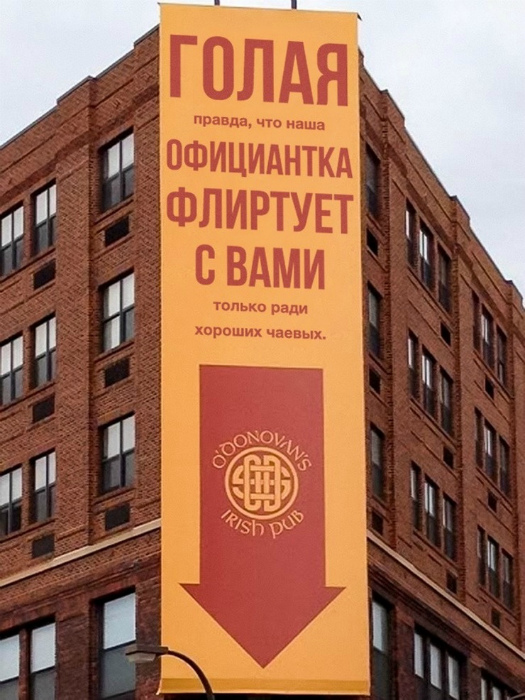 ГОЛАЯ
правда, что наша
ОФИЦИАНТКА
ФЛИРТУЕТ
С ВАМИ
только ради
хороших чаевых.
O'DONOVAN'S
IRISH PUB